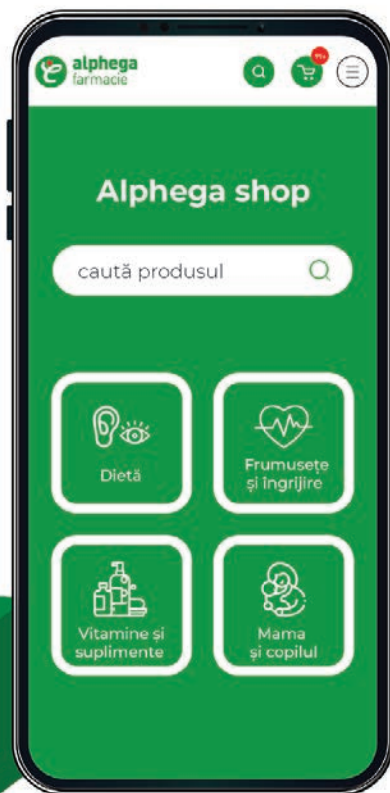 alphega
farmacie
Alphega shop
caută produsul
Dietă
Frumusețe
și îngrijire
Vitamine și
suplimente
Mama
și copilul